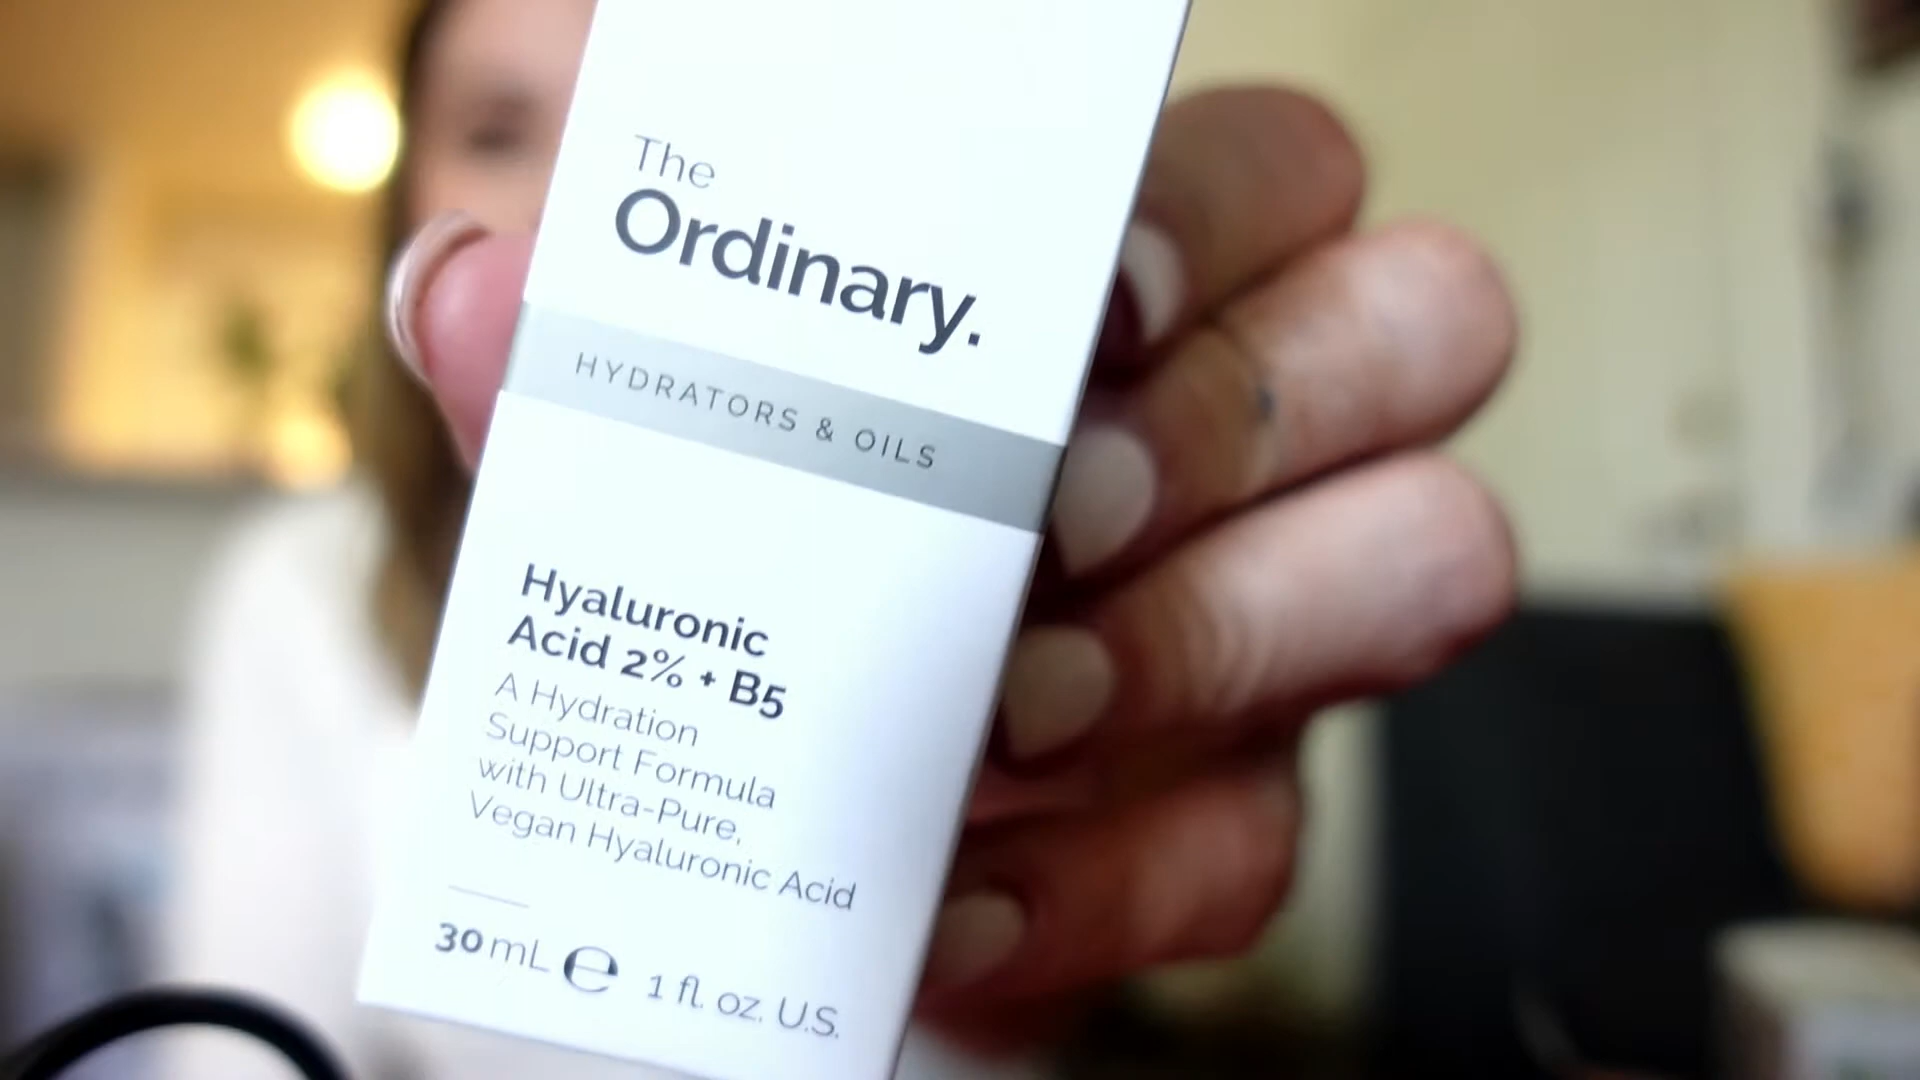 The
Ordinary.
HYDRATORS & OILS
Hyaluronic
Acid 2% + B5
A Hydration
Support Formula
with Ultra-Pure,
Vegan Hyaluronic Acid
30 mL ℮ 1 fl. oz. U.S.